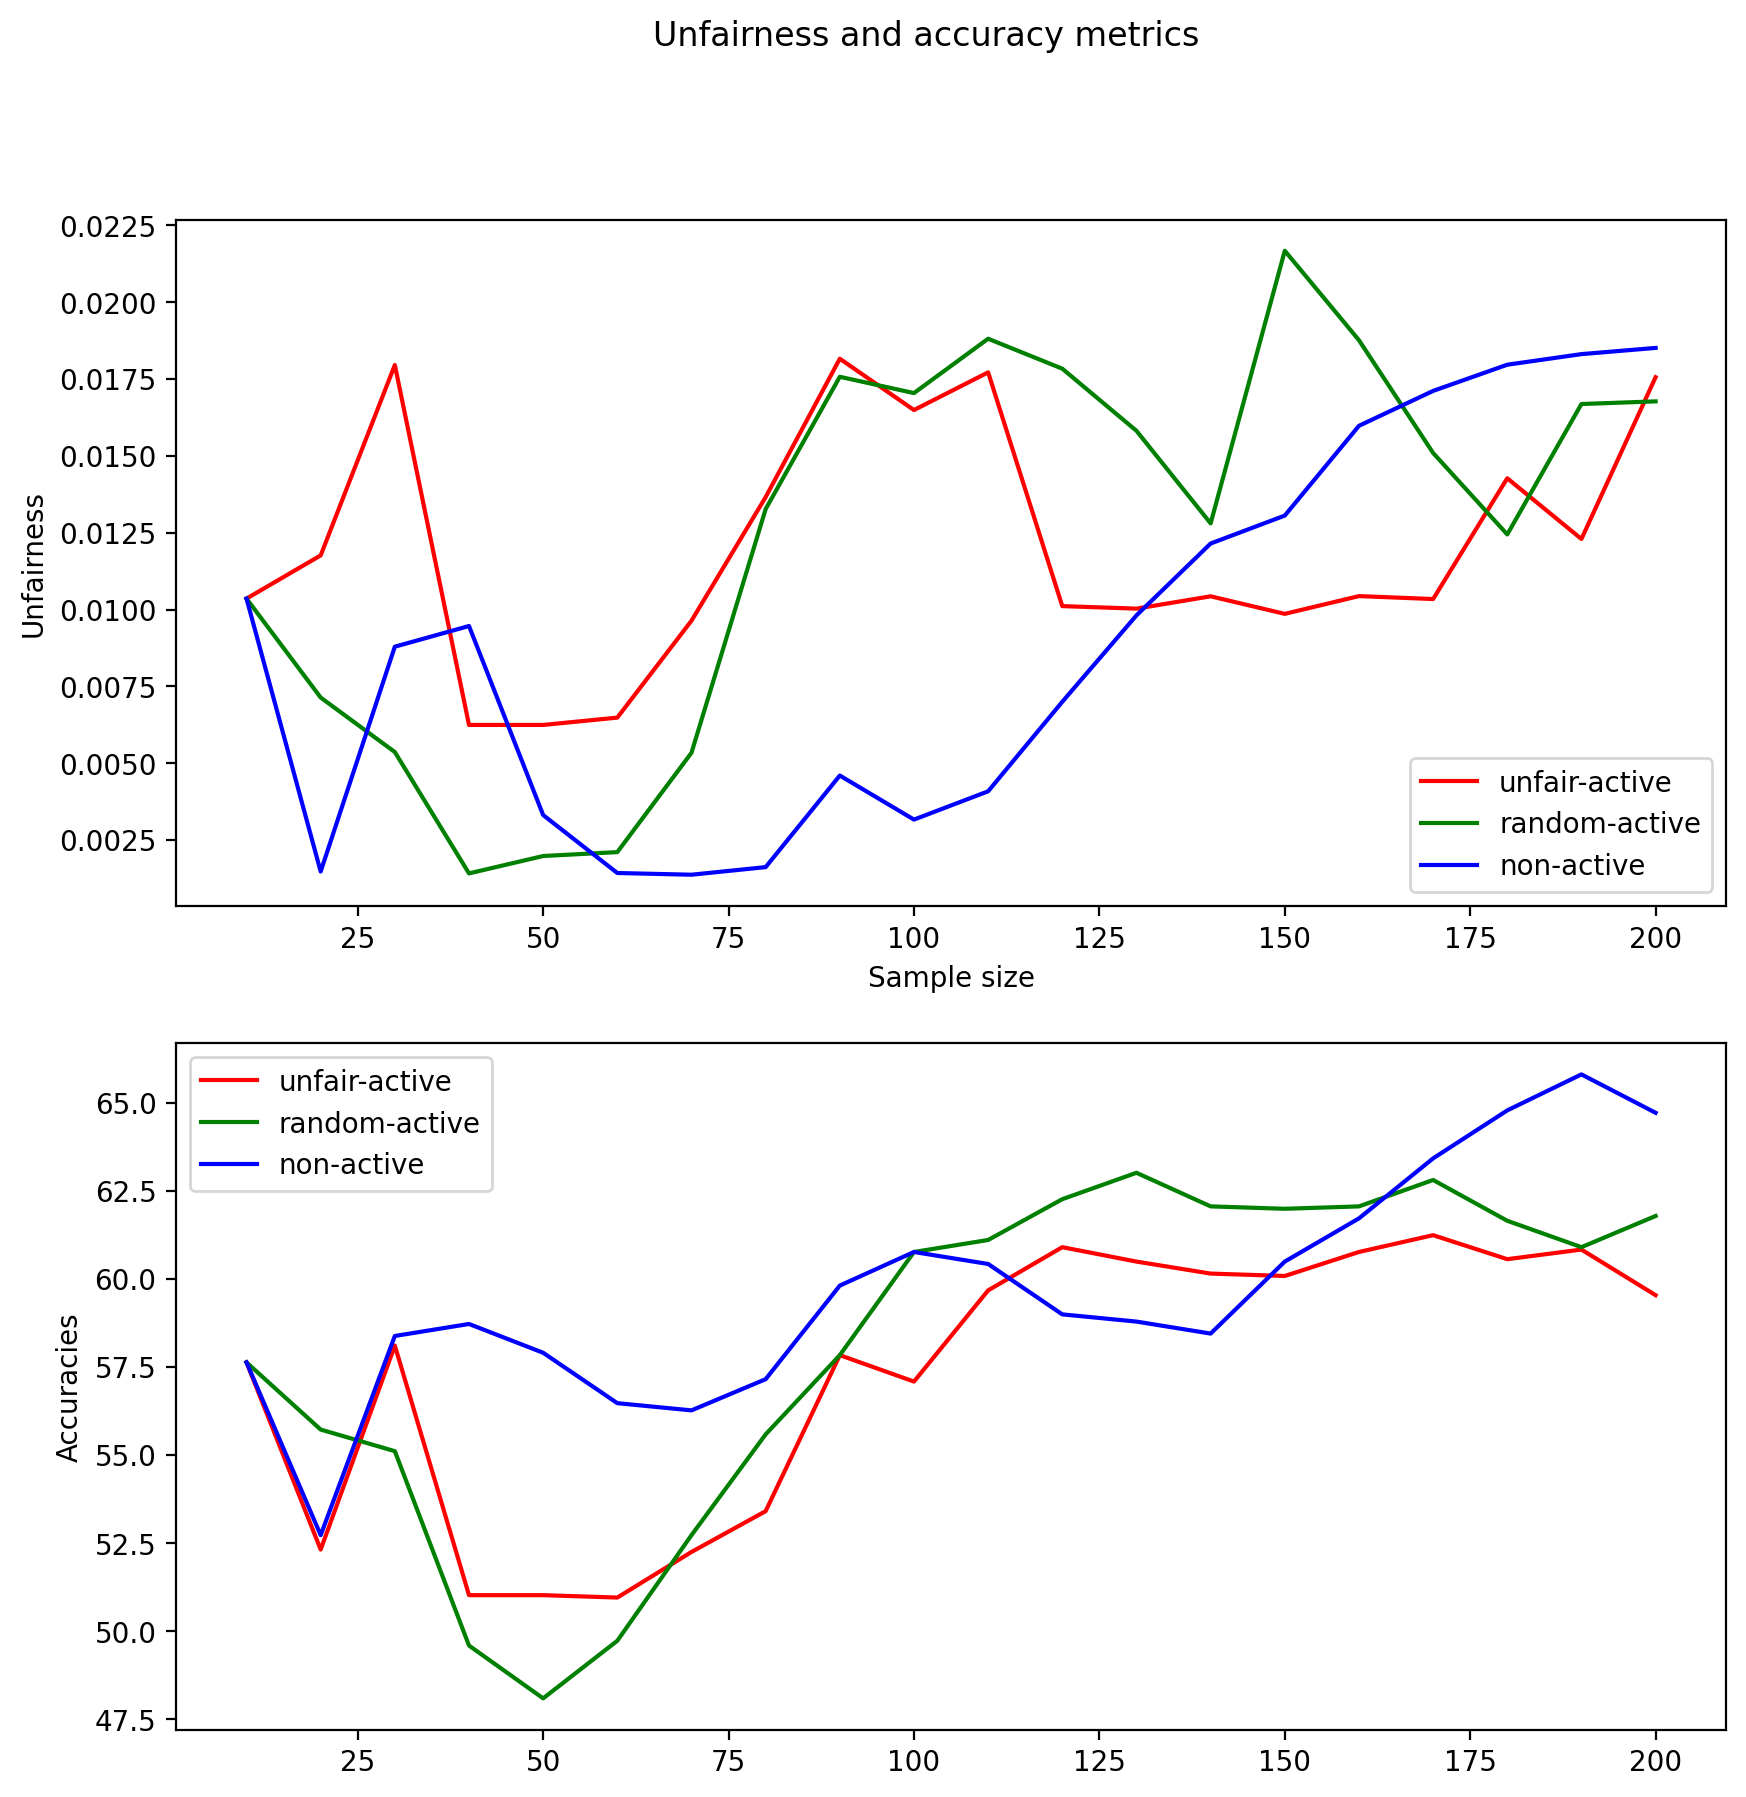 Unfairness and accuracy metrics
0.0225
0.0200
0.0175
0.0150
0.0125
0.0100
0.0075
0.0050
0.0025
Unfairness
unfair-active
random-active
non-active
25 50 75 100 125 150 175 200
Sample size
unfair-active
random-active
non-active
65.0
62.5
60.0
57.5
55.0
52.5
50.0
47.5
Accuracies
25 50 75 100 125 150 175 200